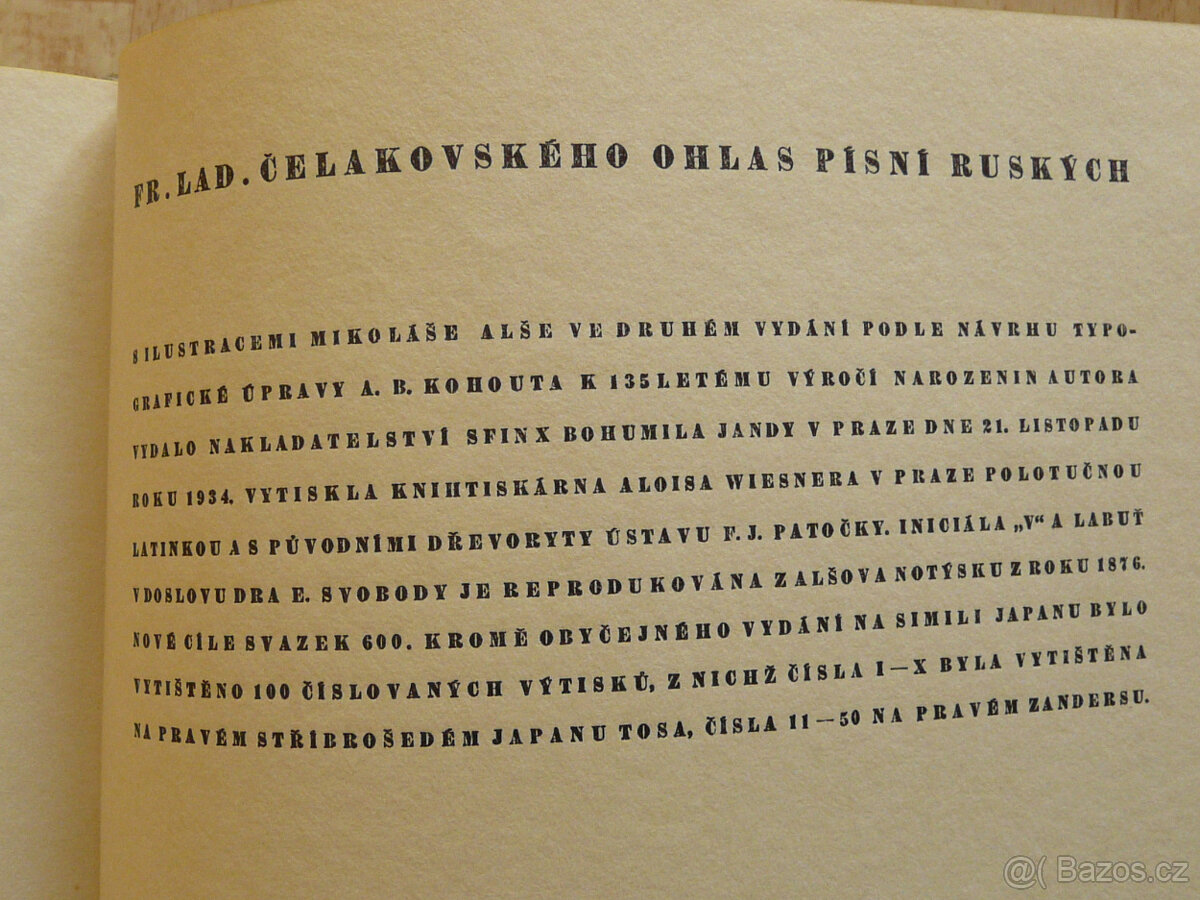 FR. LAD. ČELAKOVSKÉHO OHLAS PÍSNÍ RUSKÝCH
S ILUSTRACEMI MIKOLÁŠE ALŠE VE DRUHÉM VYDÁNÍ PODLE NÁVRHU TYPO-
GRAFICKÉ ÚPRAVY A. B. KOHOUTA K 135LETÉMU VÝROČÍ NAROZENIN AUTORA
VYDALO NAKLADATELSTVÍ SFINX BOHUMILA JANDY V PRAZE DNE 21. LISTOPADU
ROKU 1934. VYTISKLA KNIHTISKÁRNA ALOISA WIESNERA V PRAZE POLOTUČNOU
LATINKOU A S PŮVODNÍMI DŘEVORYTY ÚSTAVU F. J. PATOČKY. INICIÁLA „V“ A LABUŤ
V DOSLOVU DRA E. SVOBODY JE REPRODUKOVÁNA Z ALŠOVA NOTÝSKU Z ROKU 1876.
NOVÉ CÍLE SVAZEK 600. KROMĚ OBYČEJNÉHO VYDÁNÍ NA SIMILI JAPANU BYLO
VYTIŠTĚNO 100 ČÍSLOVANÝCH VÝTISKŮ, Z NICHŽ ČÍSLA I—X BYLA VYTIŠTĚNA
NA PRAVÉM STŘÍBROŠEDÉM JAPANU TOSA, ČÍSLA 11—50 NA PRAVÉM ZANDERSU.
@( Bazos.cz